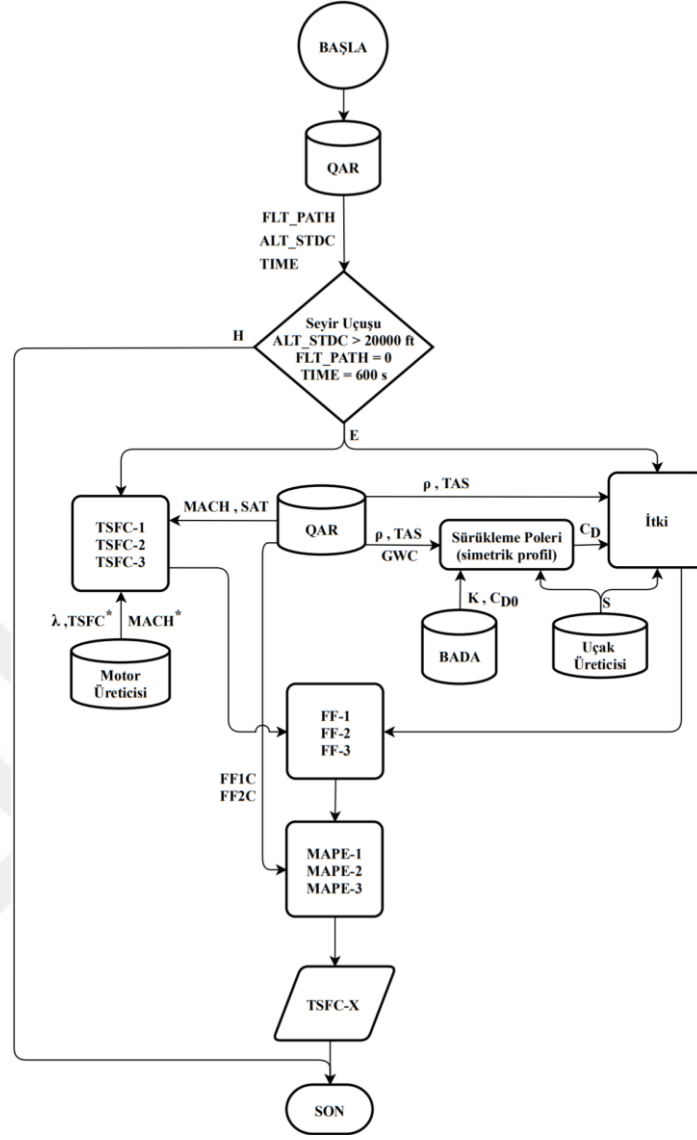 BAŞLA
QAR
FLT_PATH
ALT_STDC
TIME
Seyir Uçuşu
ALT_STDC > 20000 ft
FLT_PATH = 0
TIME = 600 s
H
E
TSFC-1
TSFC-2
TSFC-3
MACH , SAT
QAR
ρ , TAS
ρ , TAS
GWC
Sürükleme Poleri
(simetrik profil)
C_D
İtki
λ ,TSFC*
MACH*
Motor
Üreticisi
K , C_D0
BADA
S
Uçak
Üreticisi
FF-1
FF-2
FF-3
FF1C
FF2C
MAPE-1
MAPE-2
MAPE-3
TSFC-X
SON